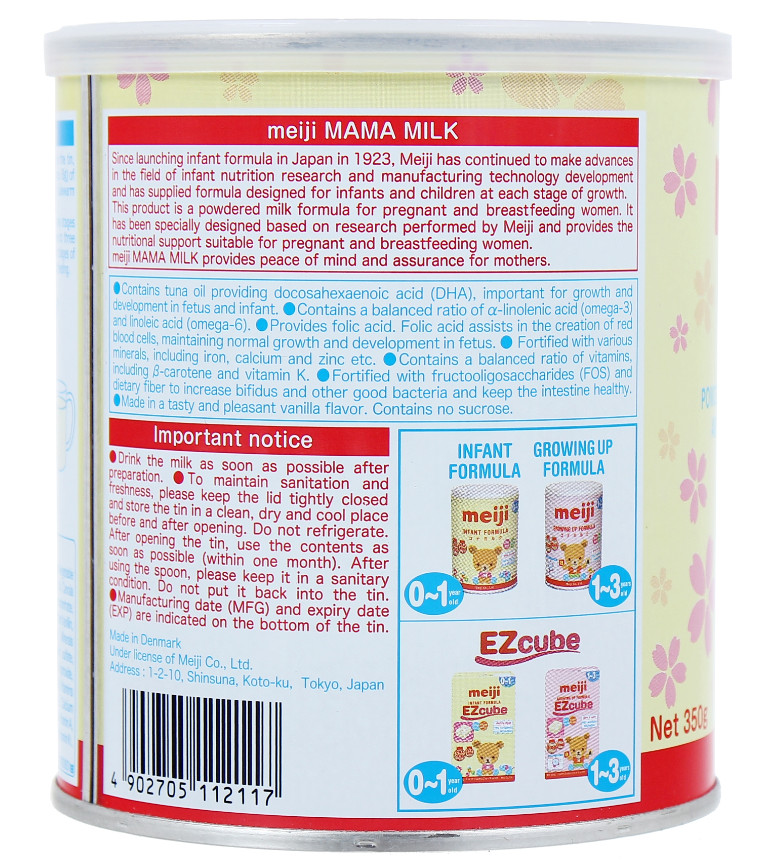 meiji MAMA MILK
Since launching infant formula in Japan in 1923, Meiji has continued to make advances
in the field of infant nutrition research and manufacturing technology development
and has supplied formula designed for infants and children at each stage of growth.
This product is a powdered milk formula for pregnant and breastfeeding women. It
has been specially designed based on research performed by Meiji and provides the
nutritional support suitable for pregnant and breastfeeding women.
meiji MAMA MILK provides peace of mind and assurance for mothers.
●Contains tuna oil providing docosahexaenoic acid (DHA), important for growth and
development in fetus and infant. ●Contains a balanced ratio of α-linolenic acid (omega-3)
and linoleic acid (omega-6). ●Provides folic acid. Folic acid assists in the creation of red
blood cells, maintaining normal growth and development in fetus. ● Fortified with various
minerals, including iron, calcium and zinc etc. ●Contains a balanced ratio of vitamins,
including β-carotene and vitamin K. ●Fortified with fructooligosaccharides (FOS) and
dietary fiber to increase bifidus and other good bacteria and keep the intestine healthy.
●Made in a tasty and pleasant vanilla flavor. Contains no sucrose.
Important notice
●Drink the milk as soon as possible after
preparation. ●To maintain sanitation and
freshness, please keep the lid tightly closed
and store the tin in a clean, dry and cool place
before and after opening. Do not refrigerate.
After opening the tin, use the contents as
soon as possible (within one month). After
using the spoon, please keep it in a sanitary
condition. Do not put it back into the tin.
●Manufacturing date (MFG) and expiry date
(EXP) are indicated on the bottom of the tin.
Made in Denmark
Under license of Meiji Co., Ltd.
Address : 1-2-10, Shinsuna, Koto-ku, Tokyo, Japan
4 902705 112117
INFANT
FORMULA
GROWING UP
FORMULA
meiji
INFANT FORMULA
meiji
GROWING UP FORMULA
0~1 year old
1~3 years old
EZcube
meiji
INFANT FORMULA
EZcube
meiji
GROWING UP FORMULA
EZcube
0~1 year old
1~3 years old
Net 350g